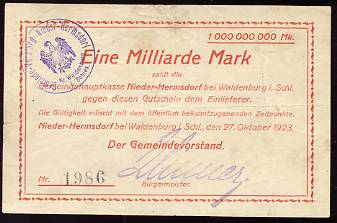 1 000 000 000 Mk.
Eine Milliarde Mark
zahlt die
Gemeindehauptkasse Nieder-Hermsdorf bei Waldenburg i. Schl.
gegen diesen Gutschein dem Einlieferer.
Die Gültigkeit erlischt mit dem öffentlich bekanntzugebenden Zeitpunkte.
Nieder-Hermsdorf bei Waldenburg i. Schl., den 27. Oktober 1923.
Der Gemeindevorstand.
Nr. 1986
Bürgermeister.